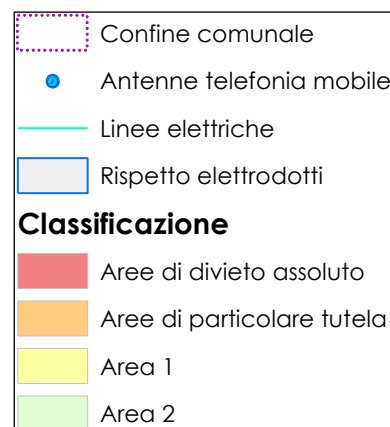 Confine comunale
Antenne telefonia mobile
Linee elettriche
Rispetto elettrodotti
Classificazione
Aree di divieto assoluto
Aree di particolare tutela
Area 1
Area 2